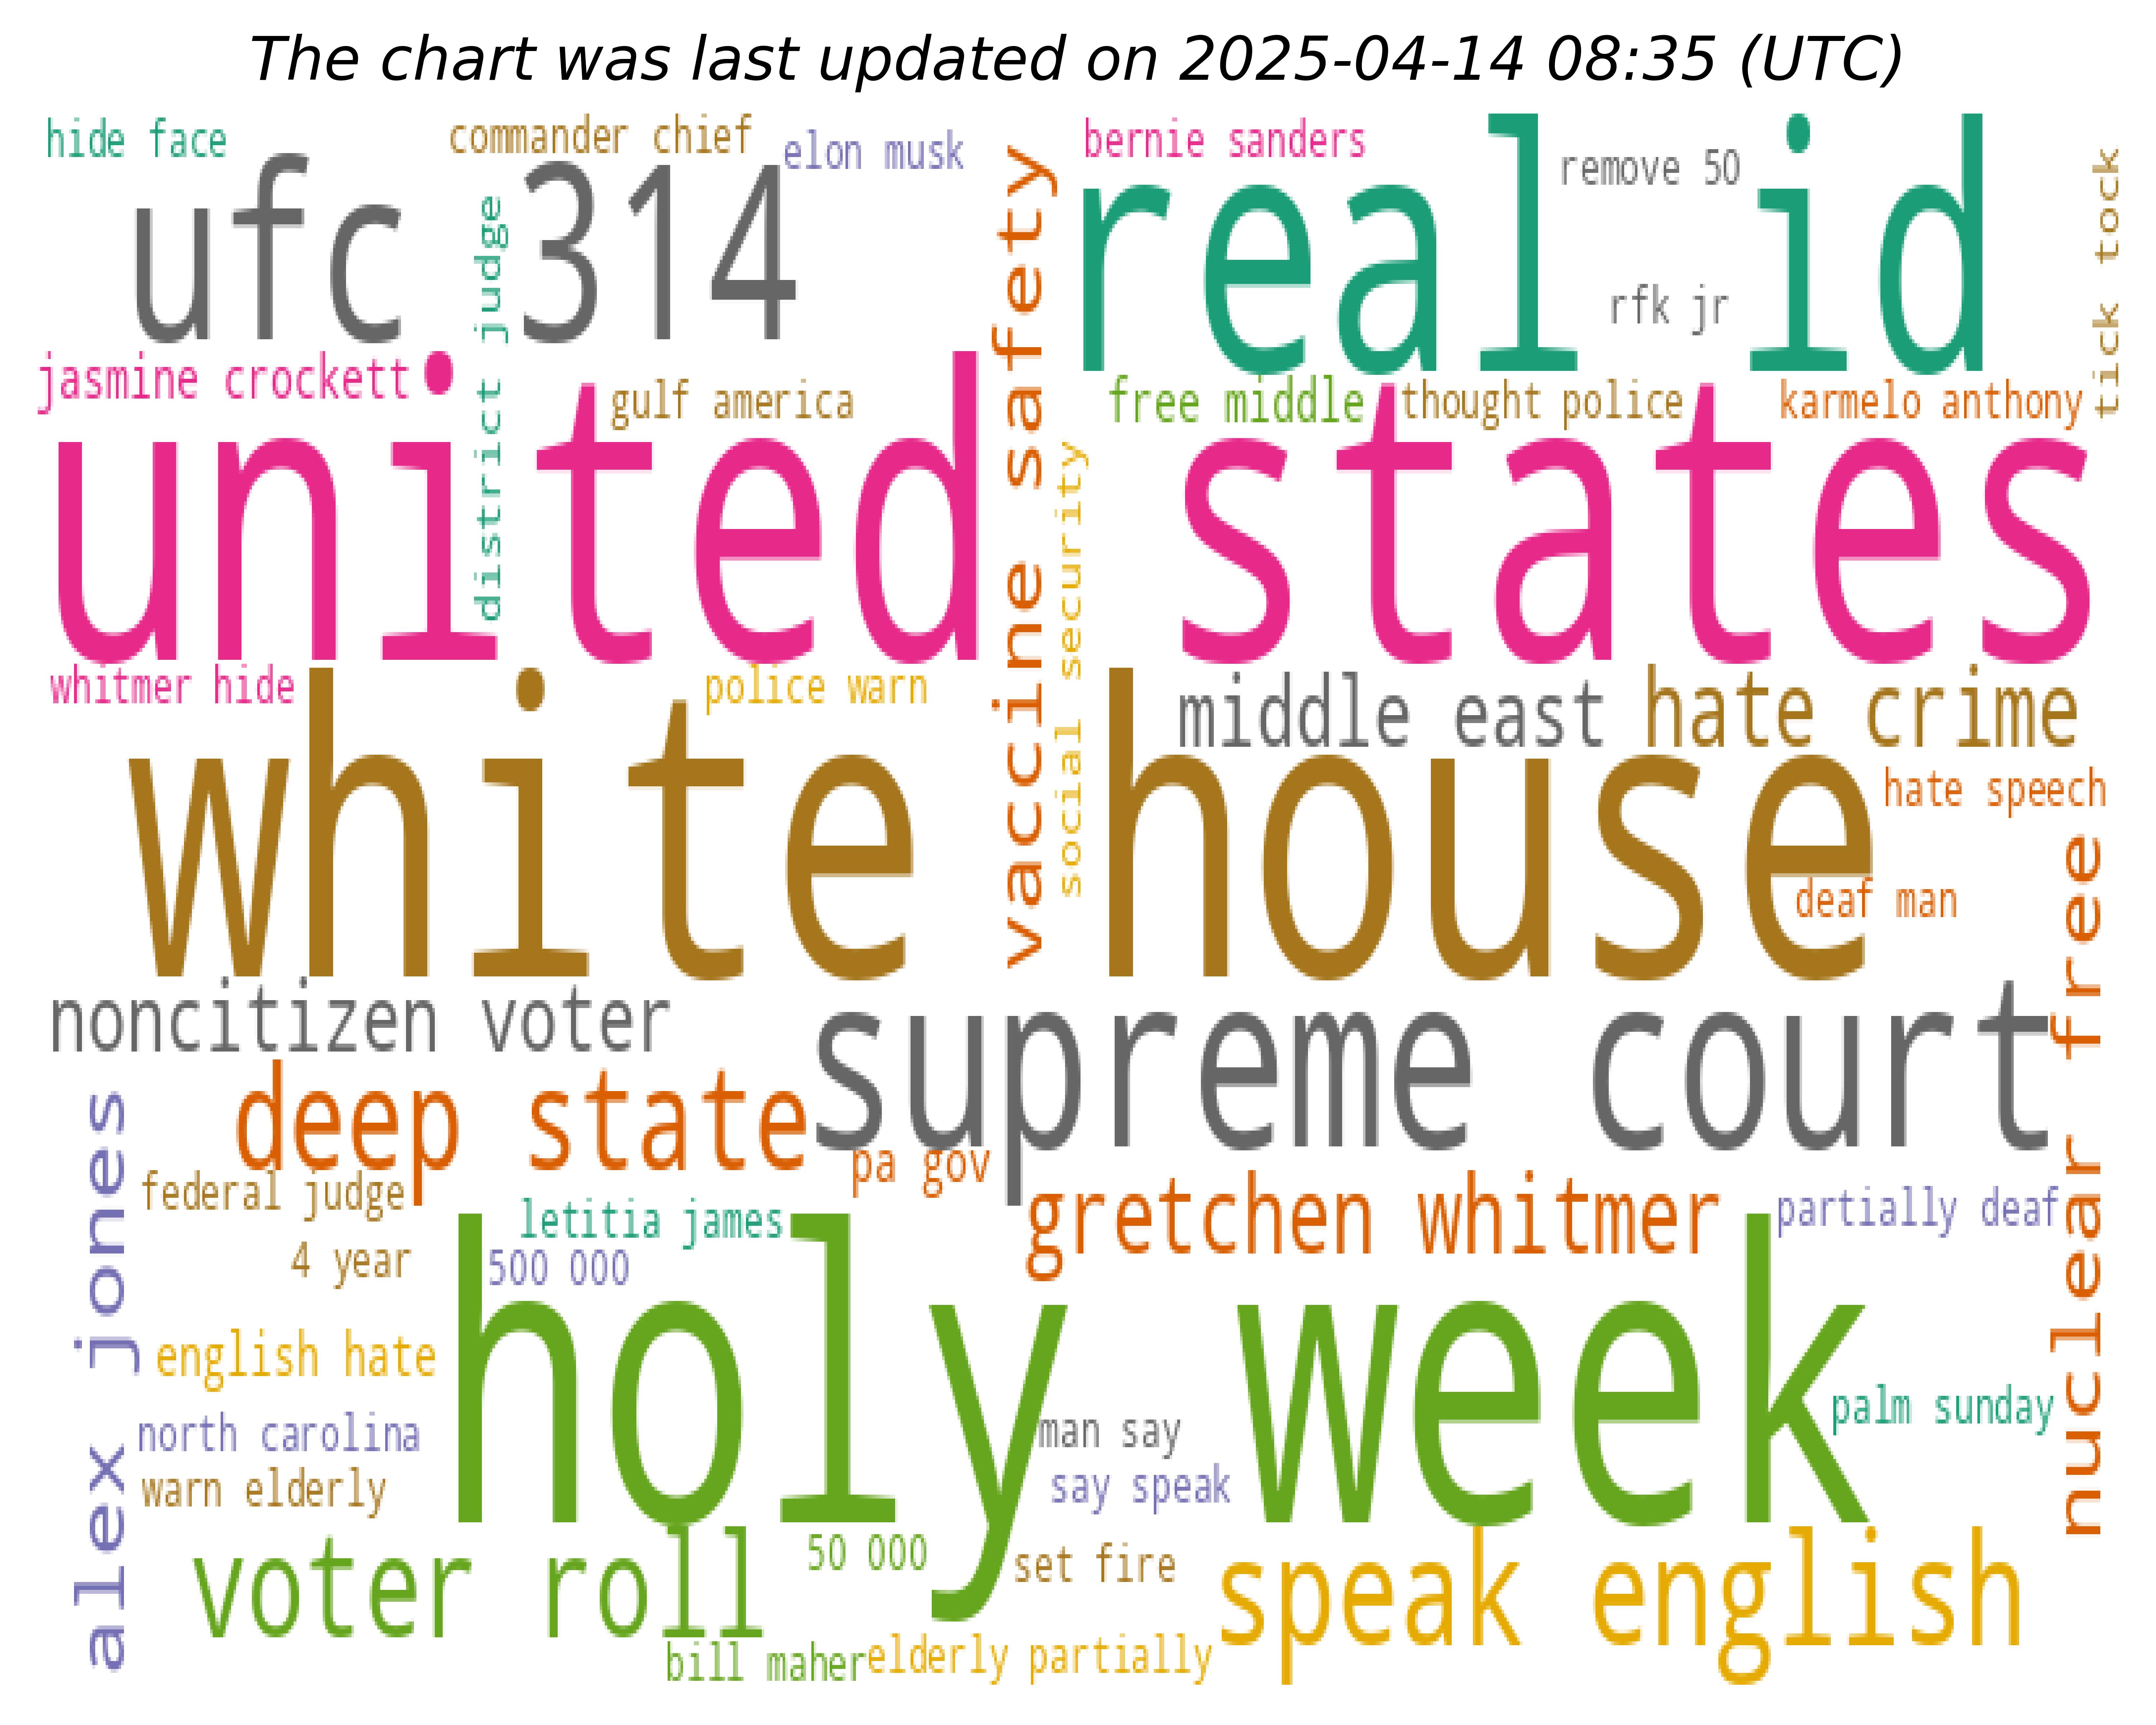 The chart was last updated on 2025-04-14 08:35 (UTC)
hide face
commander chief
elon musk
bernie sanders
remove 50
tick tock
ufc 314
district judge
vaccine safety
real id
rfk jr
jasmine crockett
gulf america
free middle
thought police
karmelo anthony
united states
social security
whitmer hide
police warn
middle east
hate crime
white house
hate speech
deaf man
nuclear free
noncitizen voter
supreme court
deep state
alex jones
pa gov
federal judge
letitia james
gretchen whitmer
partially deaf
4 year
500 000
holy week
english hate
north carolina
man say
palm sunday
warn elderly
say speak
voter roll
50 000
set fire
speak english
bill maher
elderly partially